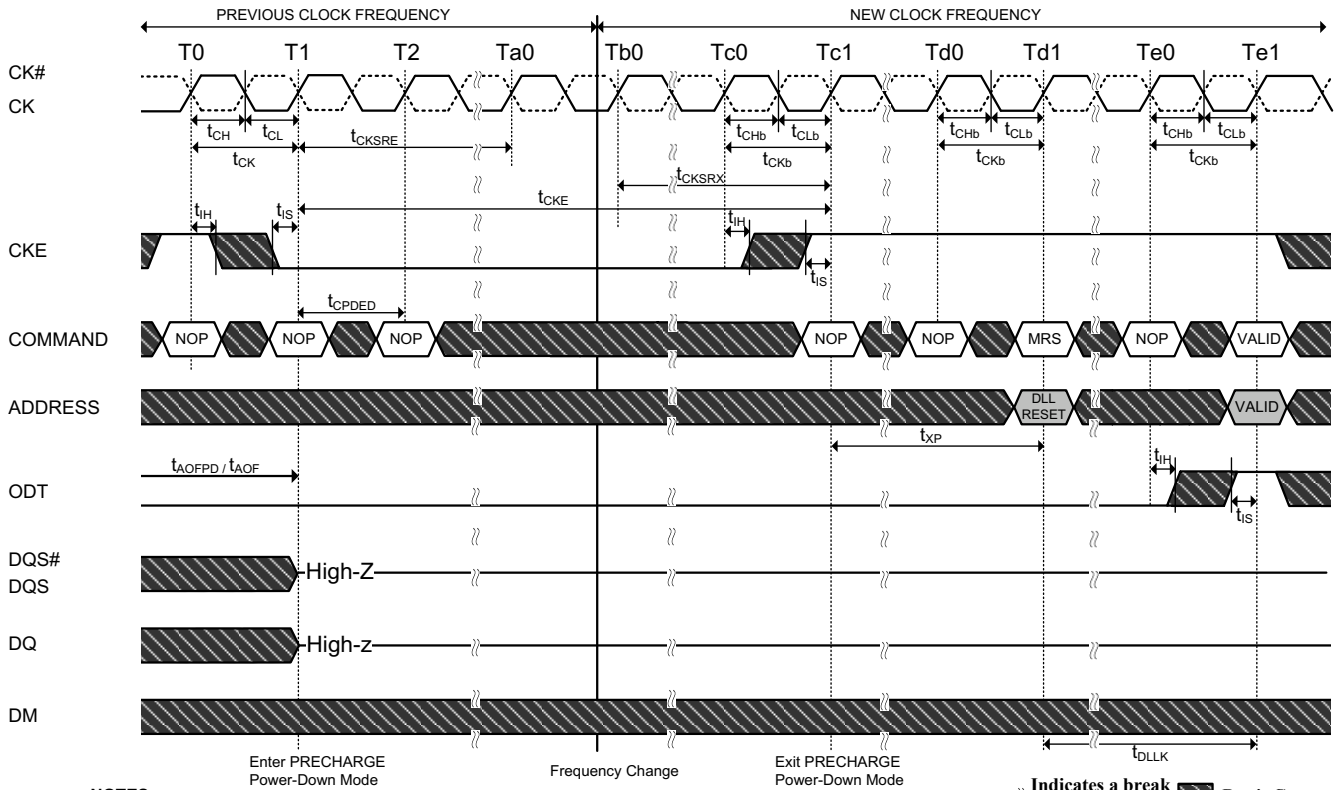 PREVIOUS CLOCK FREQUENCY NEW CLOCK FREQUENCY
T0 T1 T2 Ta0 Tb0 Tc0 Tc1 Td0 Td1 Te0 Te1
CK#
CK
tCH tCL tCHb tCLb tCHb tCLb tCHb tCLb
tCK tCKSRE tCKb tCKb tCKb
tCKSRX
tCKE
tIH tIS tIH
CKE
tIS
tCPDED
COMMAND NOP NOP NOP NOP NOP MRS NOP VALID
ADDRESS DLL RESET VALID
tXP
tAOFPD / tAOF tIH
ODT
tIS
DQS#
DQS
High-Z
DQ High-z
DM
tDLLK
Enter PRECHARGE
Power-Down Mode
Frequency Change
Exit PRECHARGE
Power-Down Mode
Indicates a break